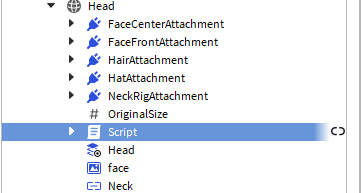 Head
FaceCenterAttachment
FaceFrontAttachment
HairAttachment
HatAttachment
NeckRigAttachment
# OriginalSize
Script
Head
face
Neck